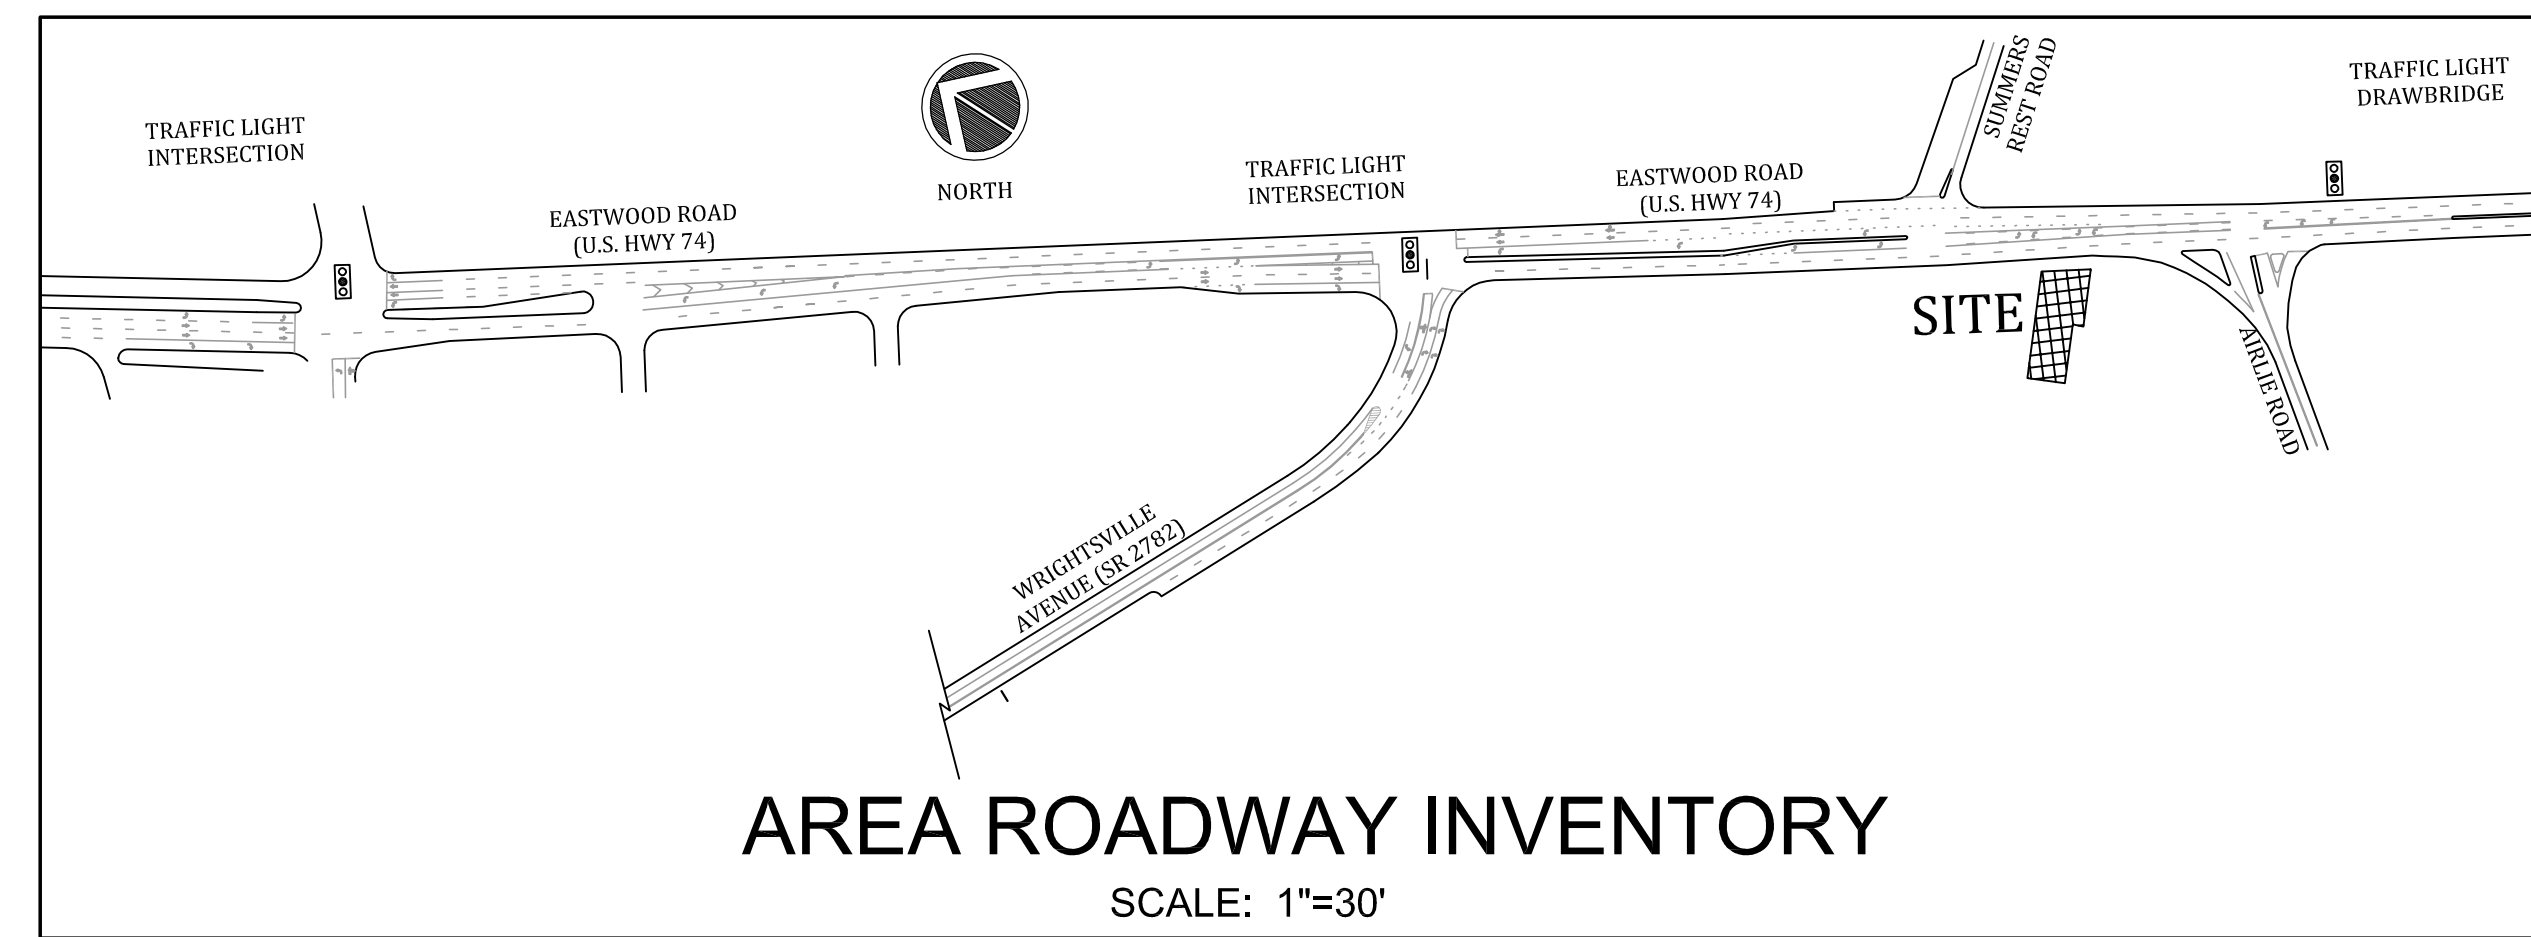 TRAFFIC LIGHT
INTERSECTION
EASTWOOD ROAD
(U.S. HWY 74)
NORTH
TRAFFIC LIGHT
INTERSECTION
EASTWOOD ROAD
(U.S. HWY 74)
SUMMERS
REST ROAD
TRAFFIC LIGHT
DRAWBRIDGE
SITE
AIRLIE ROAD
WRIGHTSVILLE
AVENUE (SR 2782)
AREA ROADWAY INVENTORY
SCALE: 1"=30'